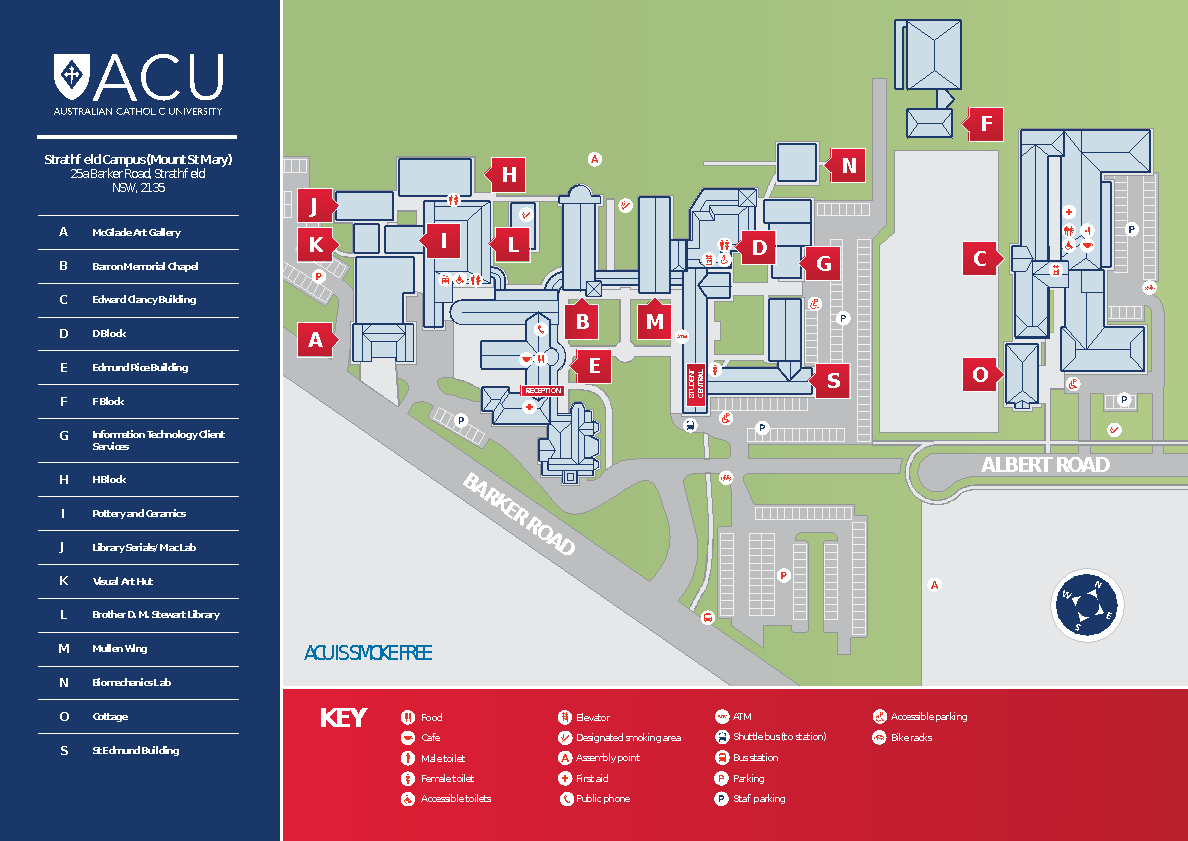 ACU
AUSTRALIAN CATHOLIC UNIVERSITY
Strathfield Campus (Mount St Mary)
25a Barker Road, Strathfield
NSW, 2135
A McGlade Art Gallery
B Barron Memorial Chapel
C Edward Clancy Building
D D Block
E Edmund Rice Building
F F Block
G Information Technology Client
Services
H H Block
I Pottery and Ceramics
J Library Serials/ Mac Lab
K Visual Art Hut
L Brother D. M. Stewart Library
M Mullen Wing
N Biomechanics Lab
O Cottage
S St Edmund Building
F
A
N
H
J
K
I
L
D
G
C
P
P
A
B
M
P
ATM
E
S
O
STUDENT
CENTRAL
RECEPTION
P
P
P
ALBERT ROAD
BARKER ROAD
P
A
N
W
E
S
ACU IS SMOKE FREE
KEY
Food
Cafe
Male toilet
Female toilet
Accessible toilets
Elevator
Designated smoking area
A Assembly point
First aid
Public phone
ATM ATM
Shuttle bus (to station)
Bus station
P Parking
P Staff parking
Accessible parking
Bike racks